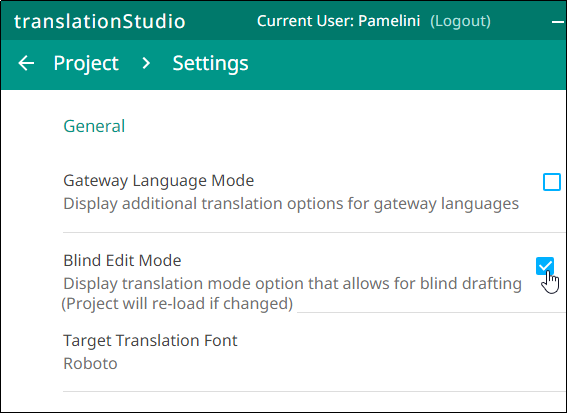 translationStudio Current User: Pamelini (Logout)
Project Settings
General
Gateway Language Mode
Display additional translation options for gateway languages
Blind Edit Mode
Display translation mode option that allows for blind drafting
(Project will re-load if changed)
Target Translation Font
Roboto